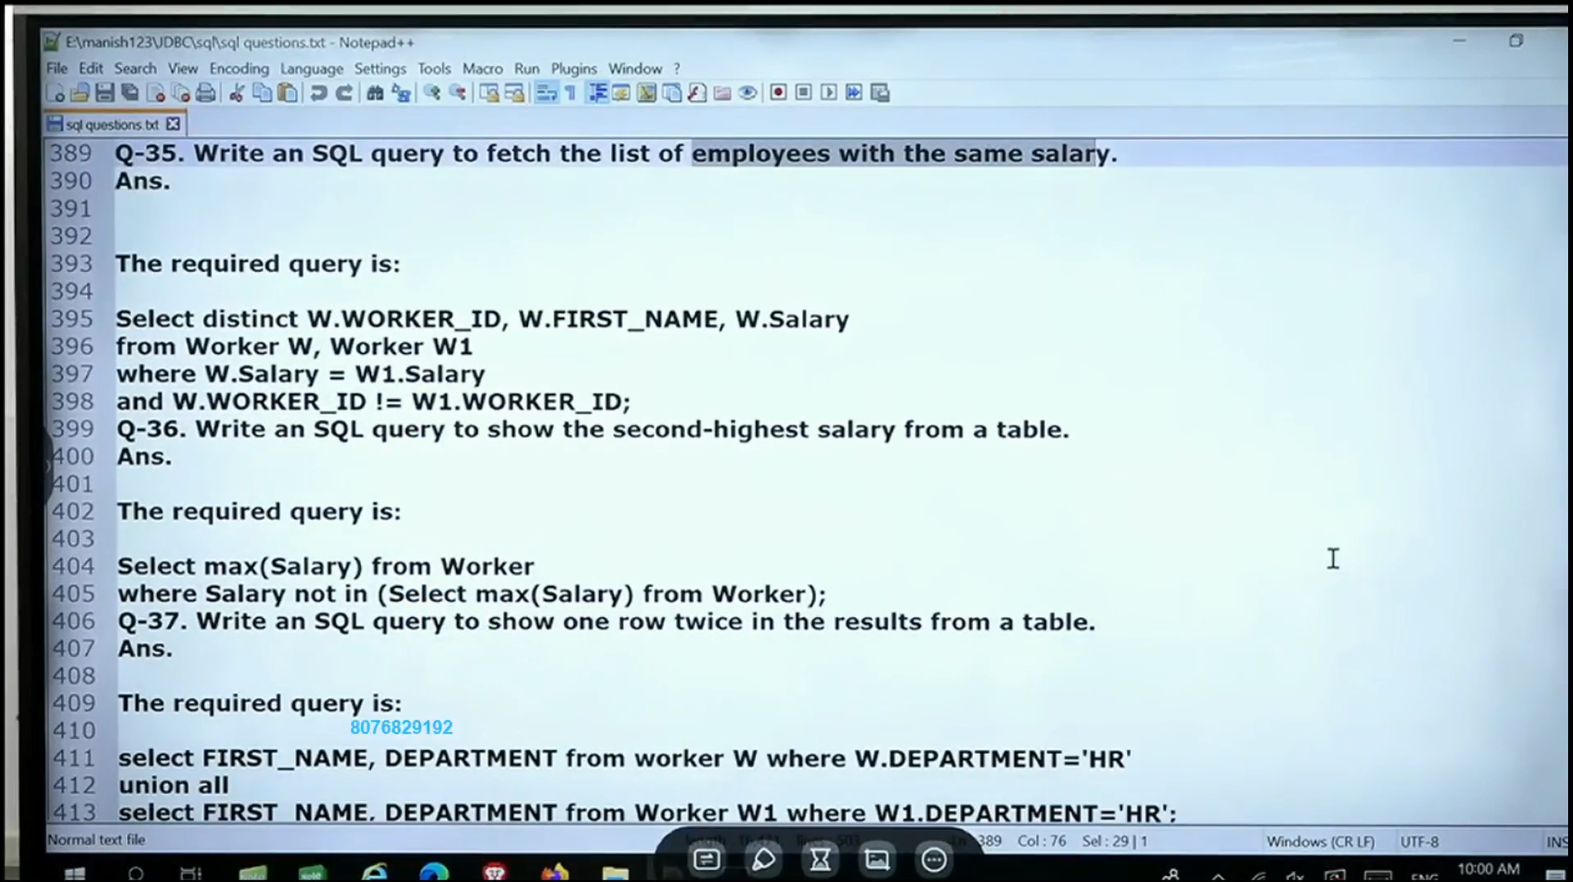 E:\manish123\JDBC\sql\sql questions.txt - Notepad++
File Edit Search View Encoding Language Settings Tools Macro Run Plugins Window ?
sql questions.txt
389 Q-35. Write an SQL query to fetch the list of employees with the same salary.
390 Ans.
391
392
393 The required query is:
394
395 Select distinct W.WORKER_ID, W.FIRST_NAME, W.Salary
396 from Worker W, Worker W1
397 where W.Salary = W1.Salary
398 and W.WORKER_ID != W1.WORKER_ID;
399 Q-36. Write an SQL query to show the second-highest salary from a table.
400 Ans.
401
402 The required query is:
403
404 Select max(Salary) from Worker
405 where Salary not in (Select max(Salary) from Worker);
406 Q-37. Write an SQL query to show one row twice in the results from a table.
407 Ans.
408
409 The required query is:
8076829192
410
411 select FIRST_NAME, DEPARTMENT from worker W where W.DEPARTMENT='HR'
412 union all
413 select FIRST_NAME, DEPARTMENT from Worker W1 where W1.DEPARTMENT='HR';
Normal text file 389 Col : 76 Sel : 29 | 1 Windows (CR LF) UTF-8 INS
ENG 10:00 AM